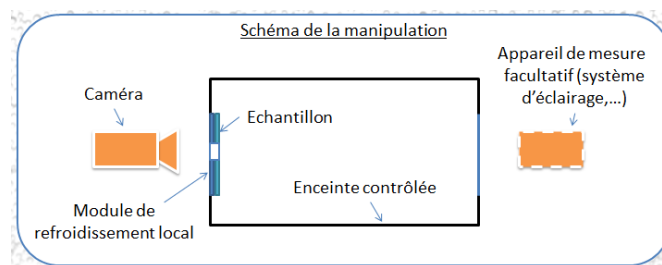 Schéma de la manipulation
Appareil de mesure
facultatif (système
d'éclairage,...)
Caméra
Echantillon
Enceinte contrôlée
Module de
refroidissement local